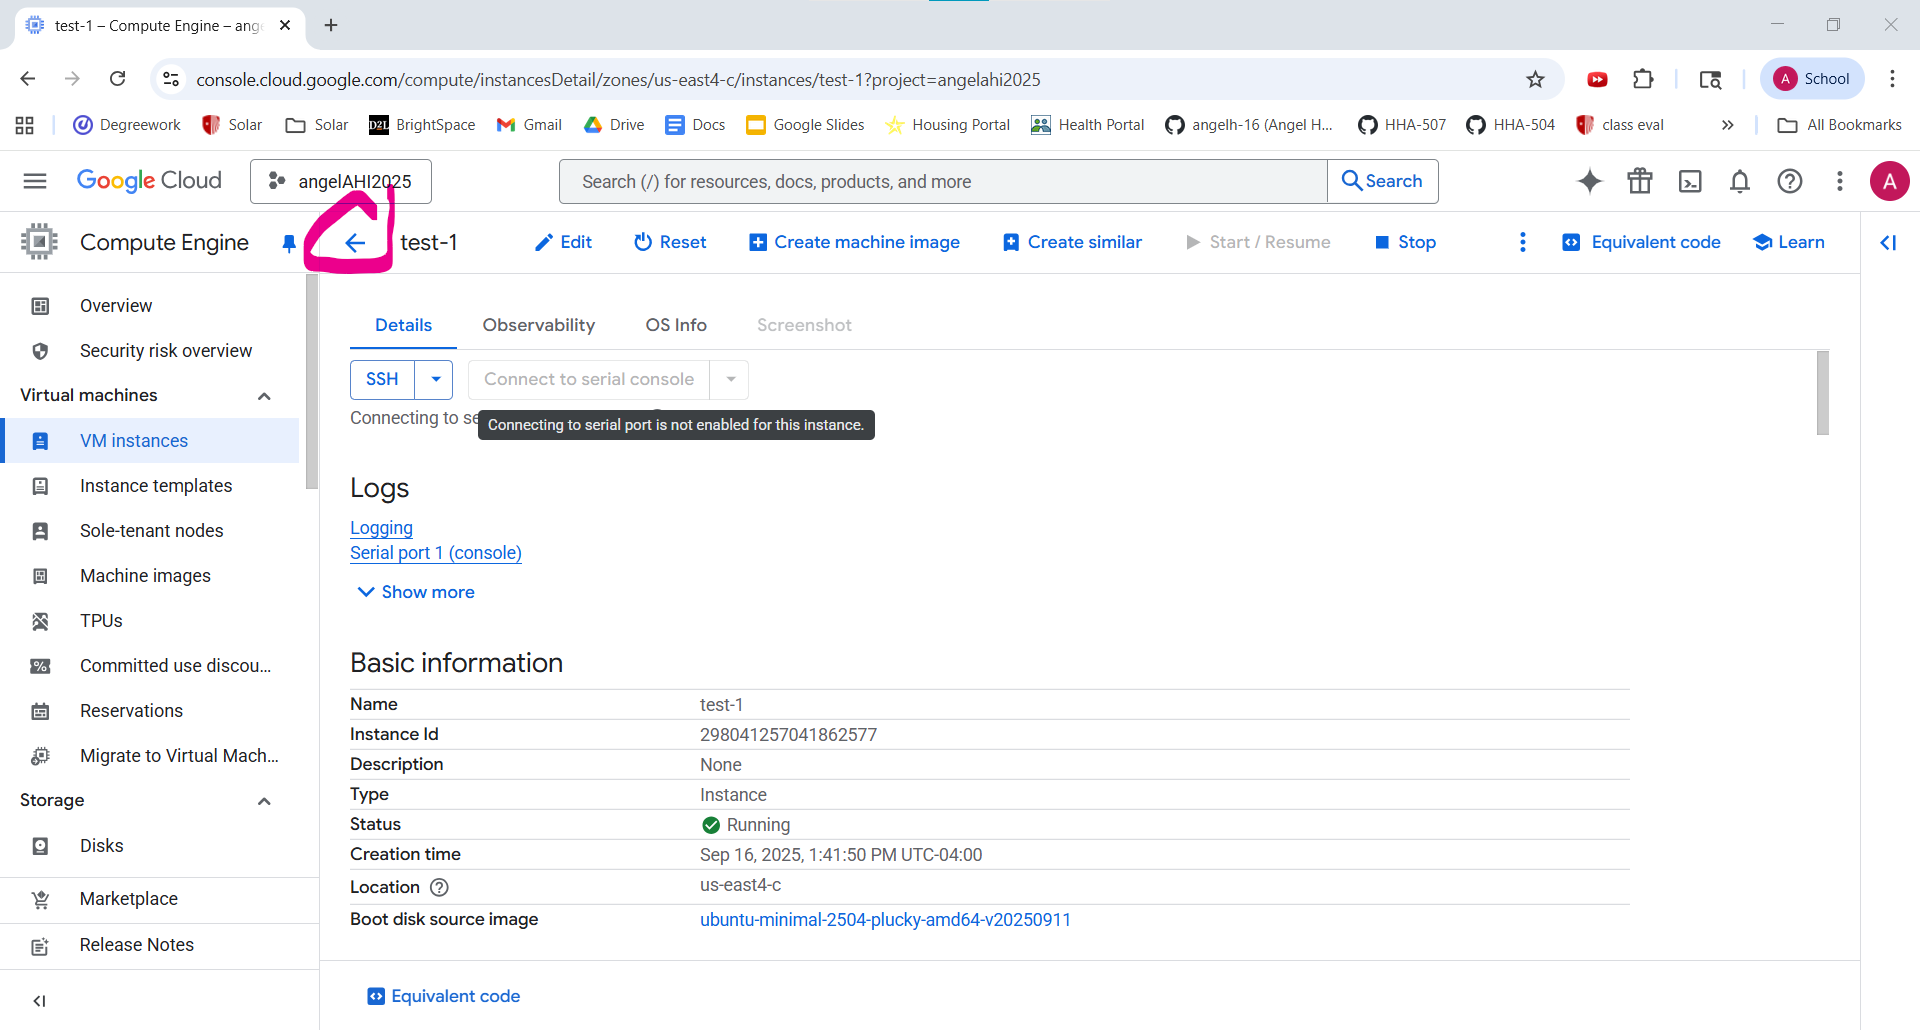 test-1 – Compute Engine – ang
console.cloud.google.com/compute/instancesDetail/zones/us-east4-c/instances/test-1?project=angelahi2025
A School
Degreework Solar Solar D2L BrightSpace Gmail Drive Docs Google Slides Housing Portal Health Portal angelh-16 (Angel H... HHA-507 HHA-504 class eval » All Bookmarks
Google Cloud angelAHI2025 Search (/) for resources, docs, products, and more Search A
Compute Engine test-1 Edit Reset Create machine image Create similar Start / Resume Stop Equivalent code Learn
Overview
Security risk overview
Virtual machines
VM instances
Instance templates
Sole-tenant nodes
Machine images
TPUs
Committed use discou...
Reservations
Migrate to Virtual Mach...
Storage
Disks
Marketplace
Release Notes
Details Observability OS Info Screenshot
SSH Connect to serial console
Connecting to se
Connecting to serial port is not enabled for this instance.
Logs
Logging
Serial port 1 (console)
Show more
Basic information
Name test-1
Instance Id 298041257041862577
Description None
Type Instance
Status Running
Creation time Sep 16, 2025, 1:41:50 PM UTC-04:00
Location us-east4-c
Boot disk source image ubuntu-minimal-2504-plucky-amd64-v20250911
Equivalent code